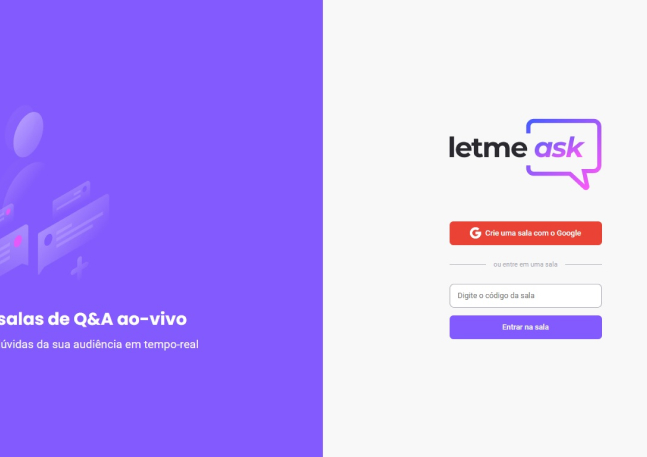 letme ask
Crie uma sala com o Google
ou entre em uma sala
Digite o código da sala
Entrar na sala
salas de Q&A ao-vivo
úvidas da sua audiência em tempo-real